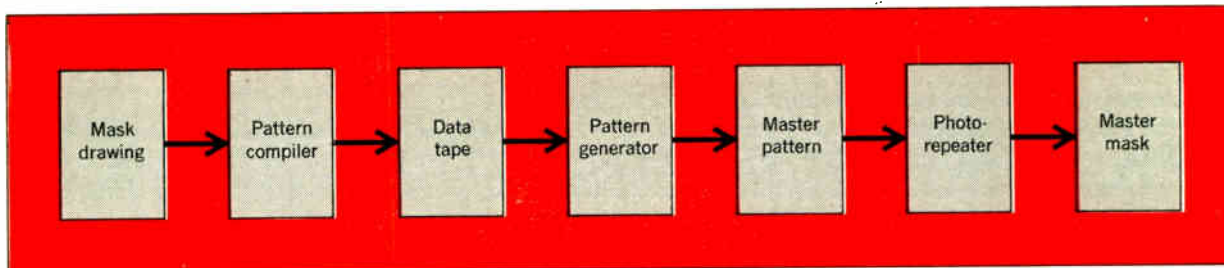 Mask
drawing
Pattern
compiler
Data
tape
Pattern
generator
Master
pattern
Photo-
repeater
Master
mask